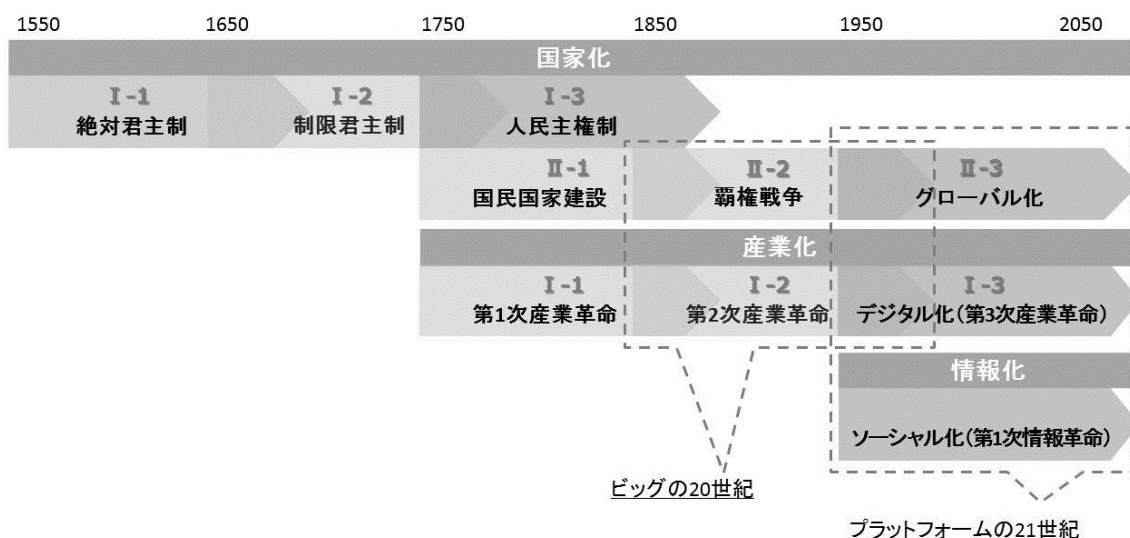 1550 1650 1750 1850 1950 2050
国家化
Ⅰ-1 Ⅰ-2 Ⅰ-3
絶対君主制 制限君主制 人民主権制
Ⅱ-1 Ⅱ-2 Ⅱ-3
国民国家建設 覇権戦争 グローバル化
産業化
Ⅰ-1 Ⅰ-2 Ⅰ-3
第1次産業革命 第2次産業革命 デジタル化(第3次産業革命)
情報化
ソーシャル化(第1次情報革命)
ビッグの20世紀
プラットフォームの21世紀